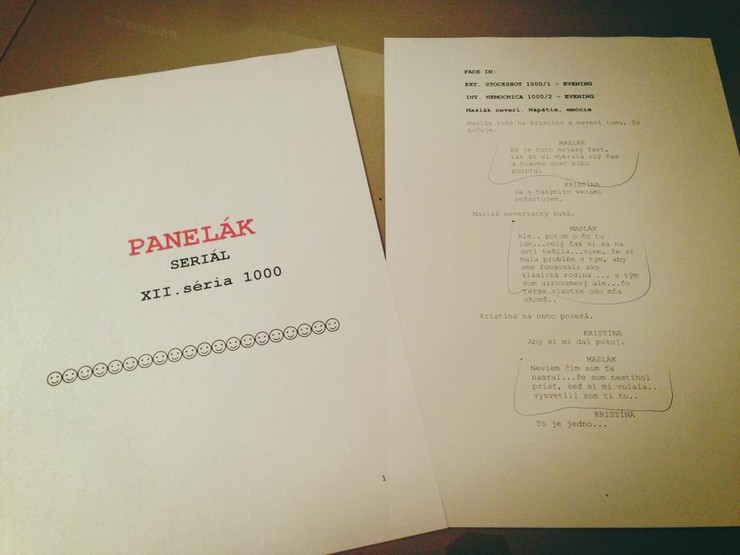 PANELÁK
SERIÁL
XII.séria 1000
☺☺☺☺☺☺☺☺☺☺☺☺☺☺☺☺☺☺☺
1
FADE IN:
EXT. STOCKSHOT 1000/1 – EVENING
INT. NEMOCNICA 1000/2 – EVENING
Maslák neverí. Napätie, emócie
Maslák kuká na Kristínu a neverí tomu, čo
počuje.
MASLÁK
Ak je toto nejaký žart,
tak si si vybrala zlý čas
a hlavne dosť blbú
pointu.
KRISTÍNA
Ja s takýmito vecami
nežartujem.
Maslák neveriacky kuká.
MASLÁK
Ale.. potom o čo tu
ide...celý čas si sa na
deti tešila...viem, že si
mala problém s tým, aby
sme fungovali ako
klasická rodina ... s tým
som uzrozumený ale...čo
teraz vlastne odo mňa
chceš..
Kristína na neho pozerá.
KRISTÍNA
Aby si mi dal pokoj.
MASLÁK
Neviem čím som ťa
nasral...že som nestihol
prísť, keď si mi volala..
vysvetlil som ti to..
KRISTÍNA
To je jedno...